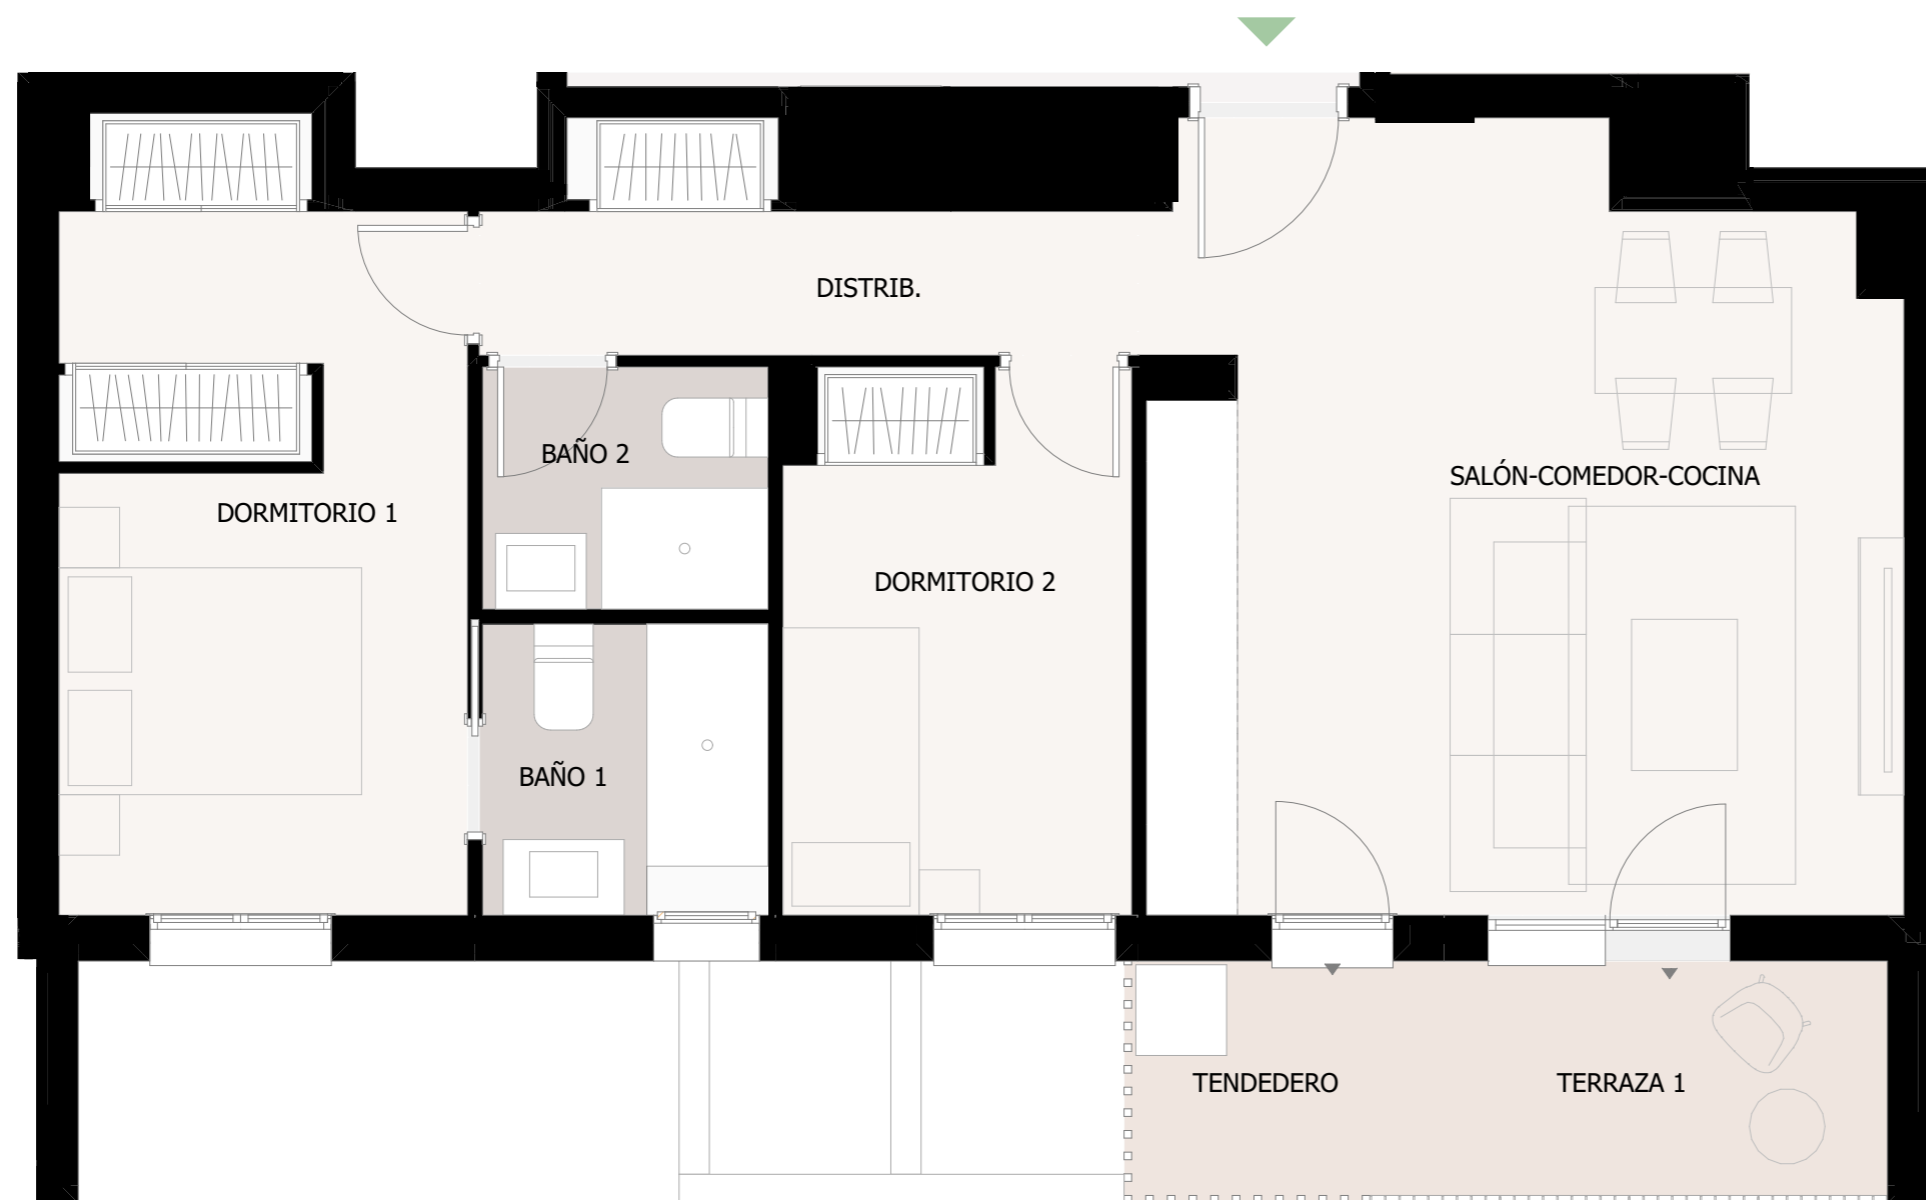 DISTRIB.
BAÑO 2
SALÓN-COMEDOR-COCINA
DORMITORIO 1
DORMITORIO 2
BAÑO 1
TENDEDERO
TERRAZA 1